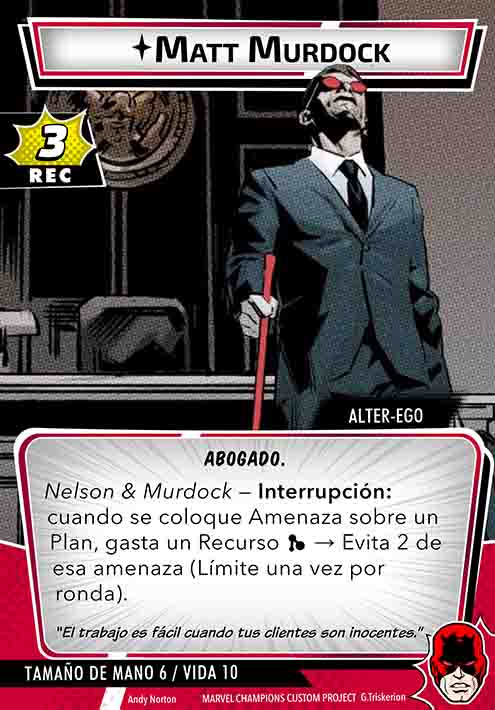 MATT MURDOCK
3
REC
ALTER-EGO
ABOGADO.
Nelson & Murdock – Interrupción:
cuando se coloque Amenaza sobre un
Plan, gasta un Recurso → Evita 2 de
esa amenaza (Límite una vez por
ronda).
"El trabajo es fácil cuando tus clientes son inocentes."
TAMAÑO DE MANO 6 / VIDA 10
Andy Norton MARVEL CHAMPIONS CUSTOM PROJECT G.Triskerion